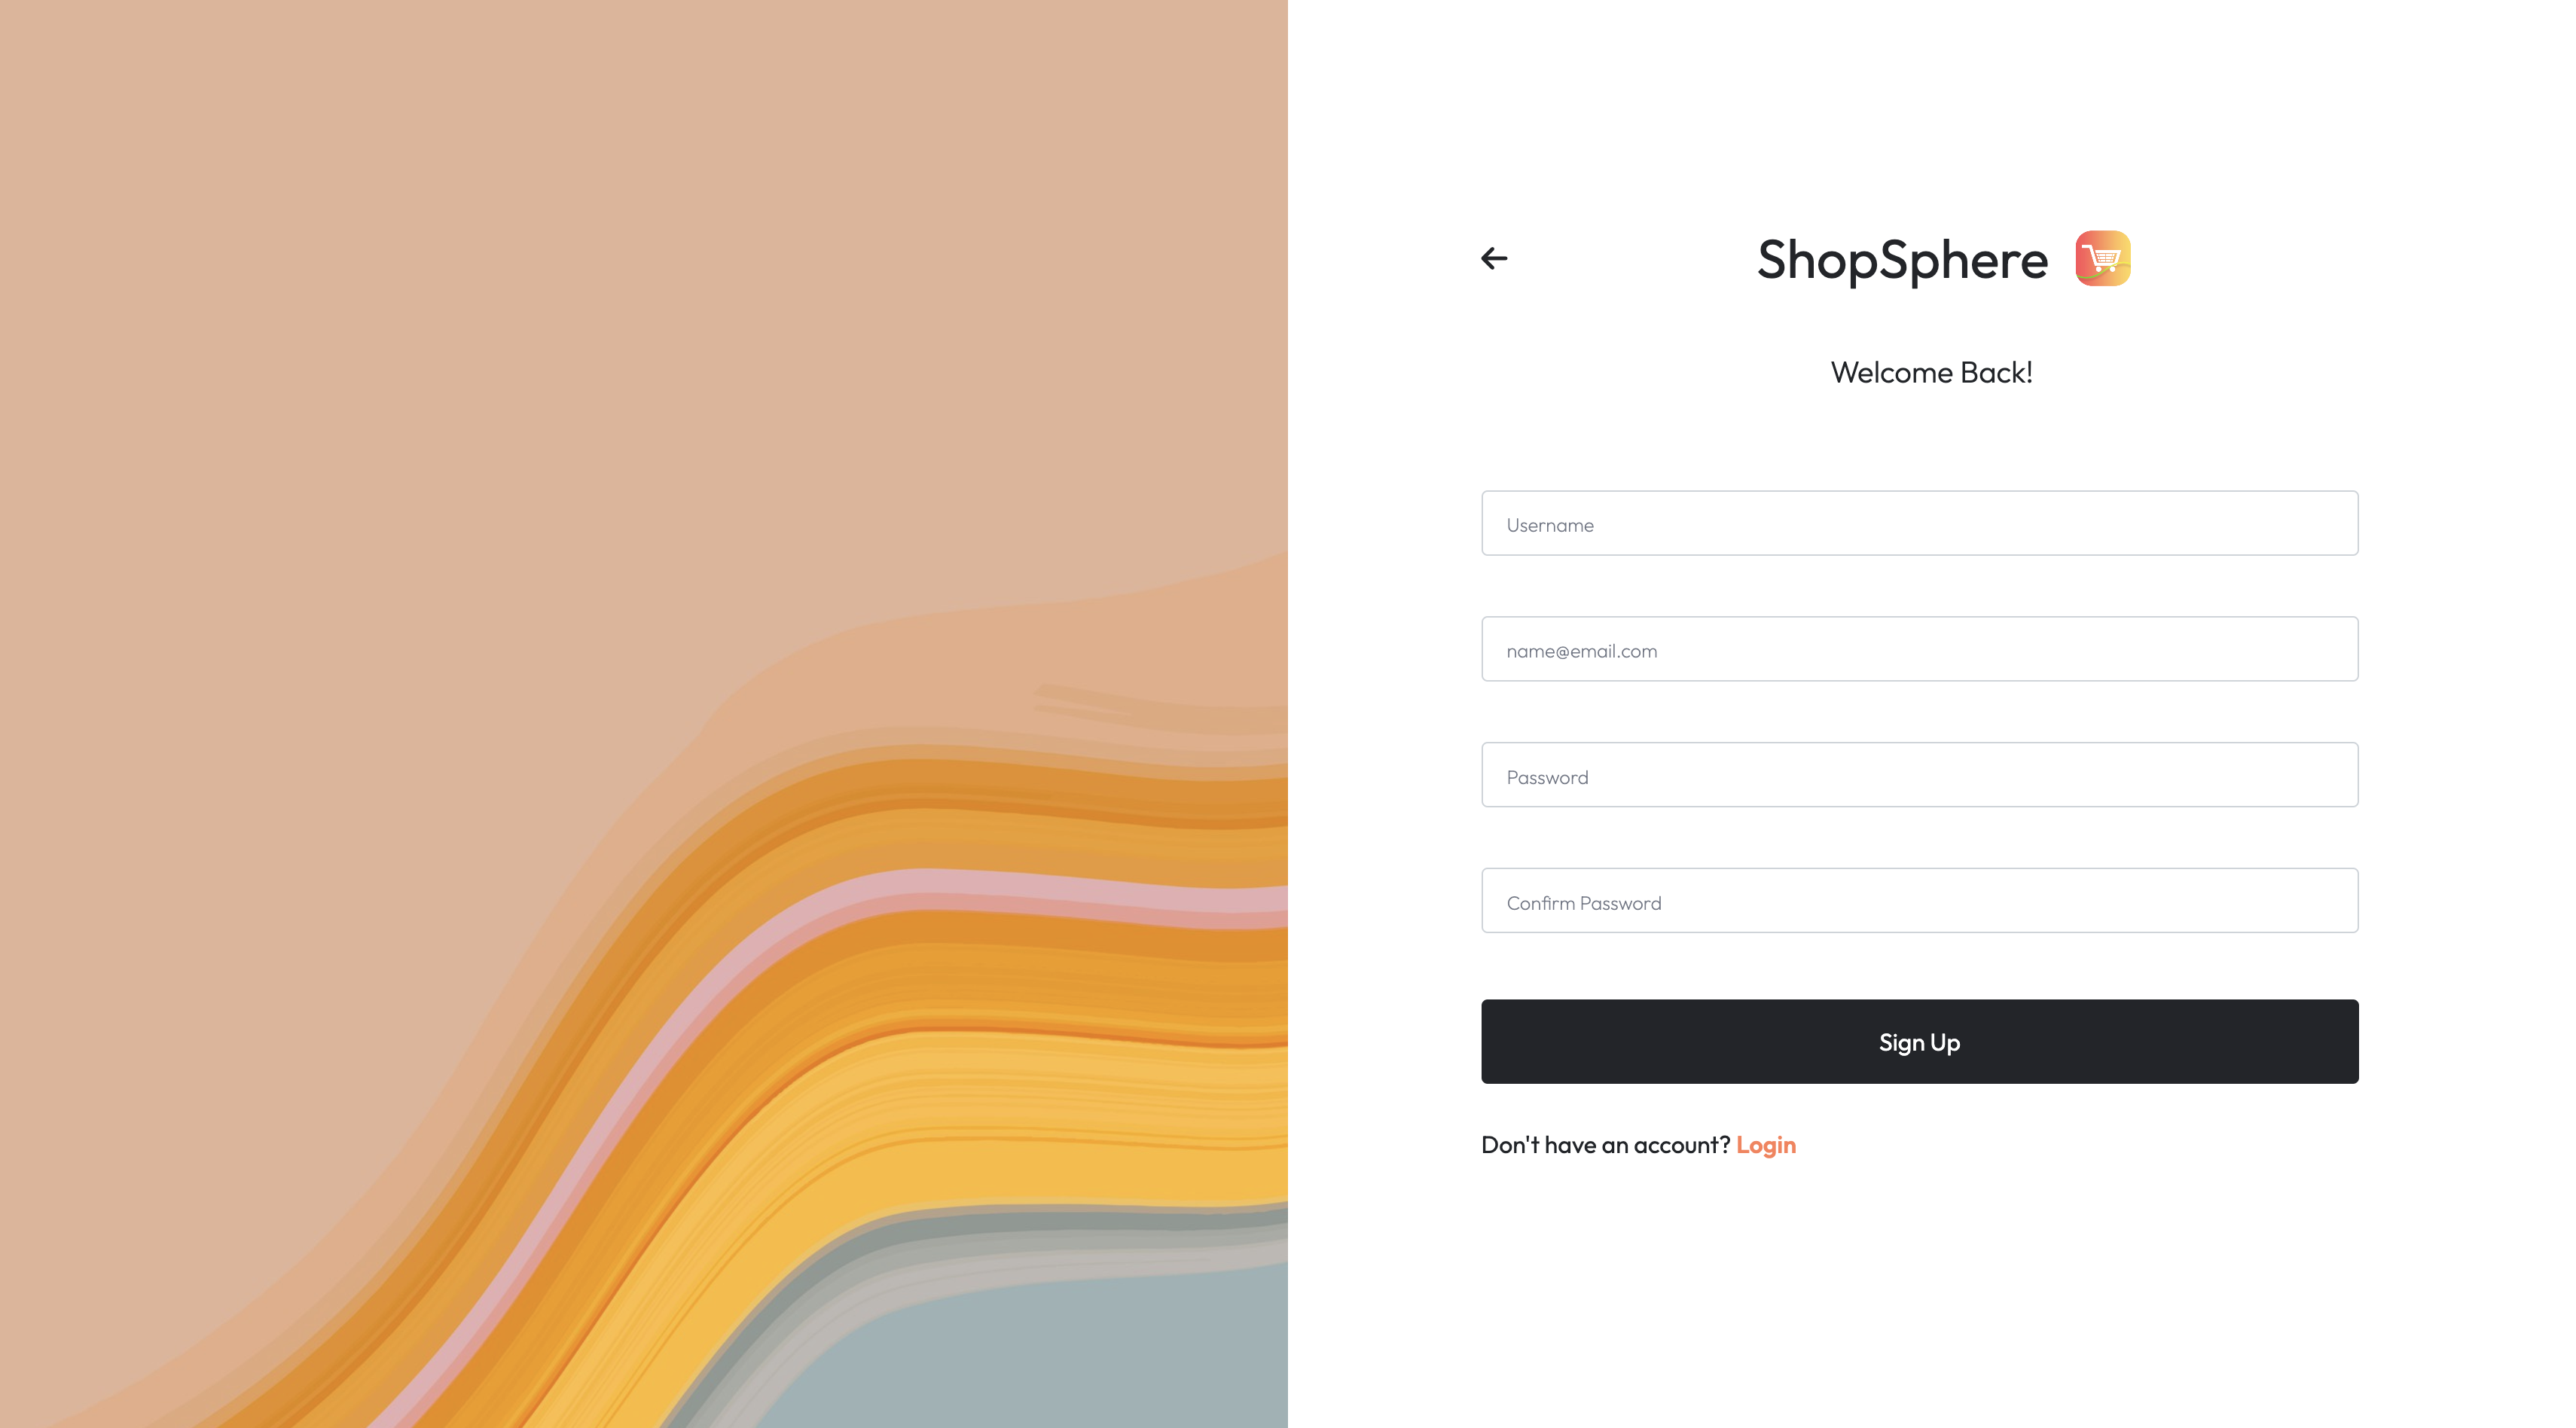 ShopSphere
Welcome Back!
Username
name@email.com
Password
Confirm Password
Sign Up
Don't have an account? Login